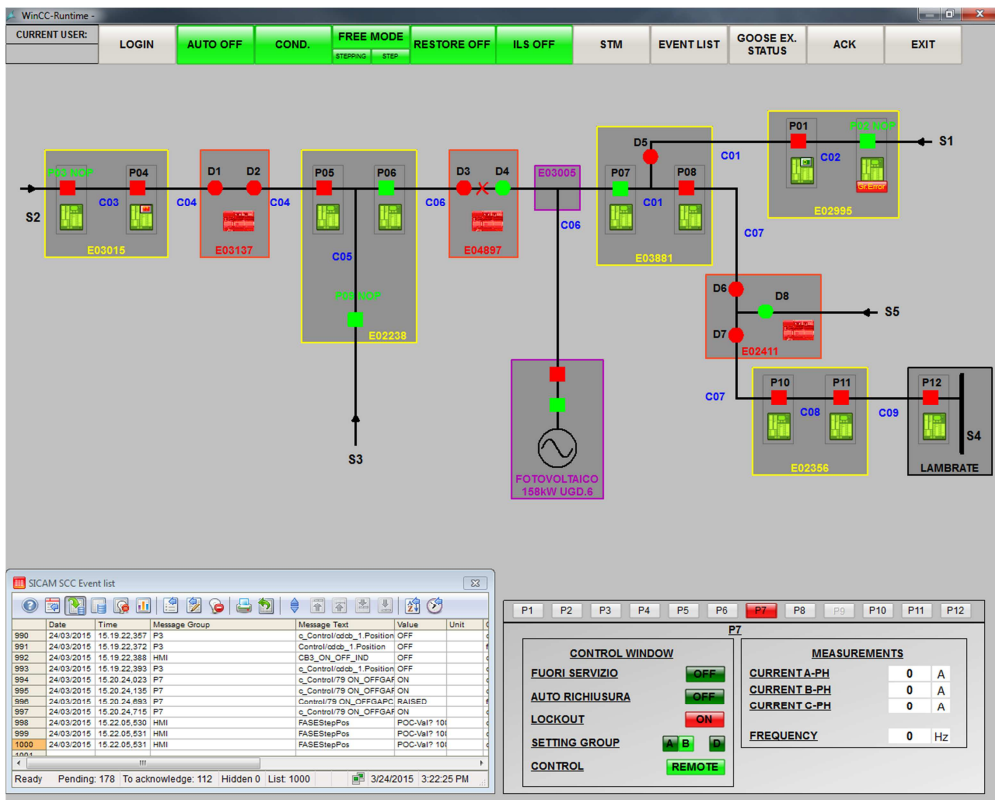 WinCC-Runtime -
CURRENT USER:
LOGIN
AUTO OFF
COND.
FREE MODE
STEPPING STEP
RESTORE OFF
ILS OFF
STM
EVENT LIST
GOOSE EX. STATUS
ACK
EXIT
P01
S1
D5
C01
C02
Gr.Error
E02995
P04
D1 D2
P05 P06
D3 D4
E03005
P07 P08
C03
C04
C04
C06
C01
S2
C06
E03015
E03137
C05
E04897
E03881
C07
D6
D8
S5
E02238
D7
E02411
C07
P10 P11 P12
C08
C09
S4
S3
E02356
LAMBRATE
FOTOVOLTAICO
158kW UGD.6
SICAM SCC Event list
Date Time Message Group Message Text Value Unit
990 24/03/2015 15.19.22,357 P3 c_Control/cdcb_1.Position OFF
991 24/03/2015 15.19.22,372 P3 Control/cdcb_1.Position OFF
992 24/03/2015 15.19.22,388 HMI CB3_ON_OFF_IND OFF
993 24/03/2015 15.19.22,393 P3 c_Control/cdcb_1.Position OFF
994 24/03/2015 15.20.24,023 P7 c_Control/79 ON_OFFGAF ON
995 24/03/2015 15.20.24,135 P7 c_Control/79 ON_OFFGAF ON
996 24/03/2015 15.20.24,693 P7 Control/79 ON_OFFGAPC RAISED
997 24/03/2015 15.20.24,715 P7 c_Control/79 ON_OFFGAF ON
998 24/03/2015 15.22.05,530 HMI FASEStepPos POC-Val? 10(
999 24/03/2015 15.22.05,531 HMI FASEStepPos POC-Val? 10(
1000 24/03/2015 15.22.05,531 HMI FASEStepPos POC-Val? 10(
Ready Pending: 178 To acknowledge: 112 Hidden 0 List: 1000 3/24/2015 3:22:25 PM
P1 P2 P3 P4 P5 P6 P7 P8 P9 P10 P11 P12
P7
CONTROL WINDOW
FUORI SERVIZIO OFF
AUTO RICHIUSURA OFF
LOCKOUT ON
SETTING GROUP A B D
CONTROL REMOTE
MEASUREMENTS
CURRENT A-PH 0 A
CURRENT B-PH 0 A
CURRENT C-PH 0 A
FREQUENCY 0 Hz